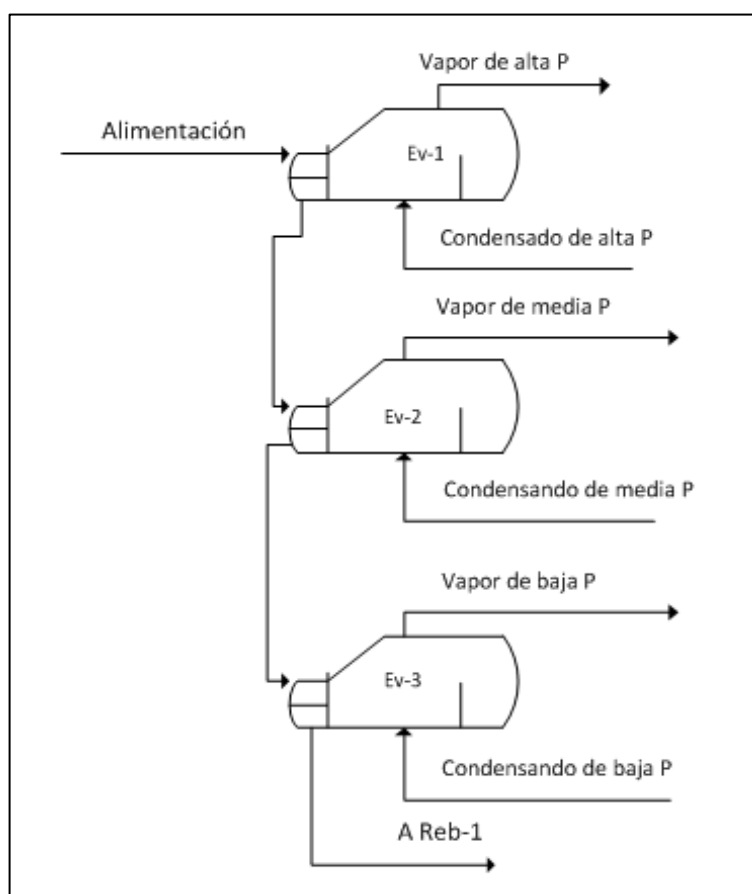 Vapor de alta P
Alimentación
Ev-1
Condensado de alta P
Vapor de media P
Ev-2
Condensando de media P
Vapor de baja P
Ev-3
Condensando de baja P
A Reb-1